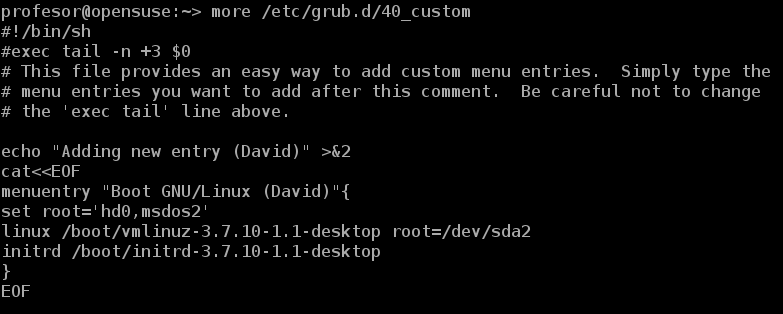 profesor@opensuse:~> more /etc/grub.d/40_custom
#!/bin/sh
#exec tail -n +3 $0
# This file provides an easy way to add custom menu entries.  Simply type the
# menu entries you want to add after this comment.  Be careful not to change
# the 'exec tail' line above.

echo "Adding new entry (David)" >&2
cat<<EOF
menuentry "Boot GNU/Linux (David)"{
set root='hd0,msdos2'
linux /boot/vmlinuz-3.7.10-1.1-desktop root=/dev/sda2
initrd /boot/initrd-3.7.10-1.1-desktop
}
EOF